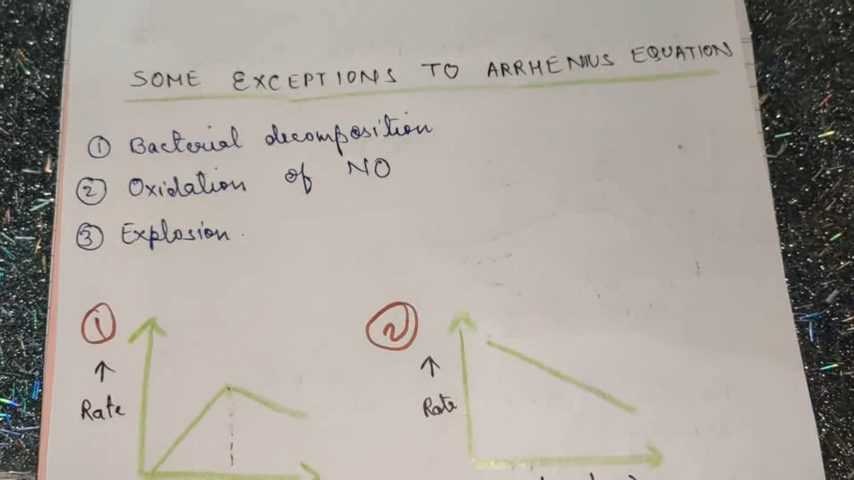 SOME EXCEPTIONS TO ARRHENIUS EQUATION
① Bacterial decomposition
② Oxidation of NO
③ Explosion.
① ②
Rate Rate